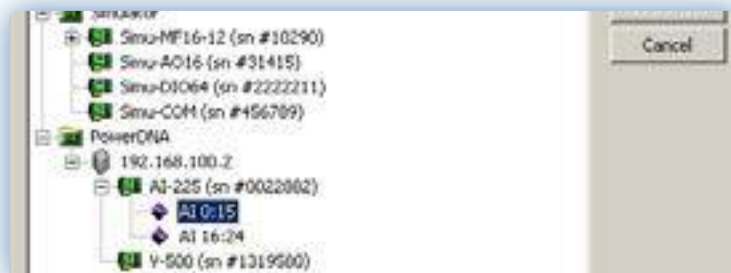 Simulator
Simu-MF16-12 (sn #10290)
Cancel
Simu-AO16 (sn #31415)
Simu-DIO64 (sn #2222211)
Simu-COM (sn #456789)
PowerDNA
192.168.100.2
AI-225 (sn #0022882)
AI 0:15
AI 16:24
Y-500 (sn #1319500)